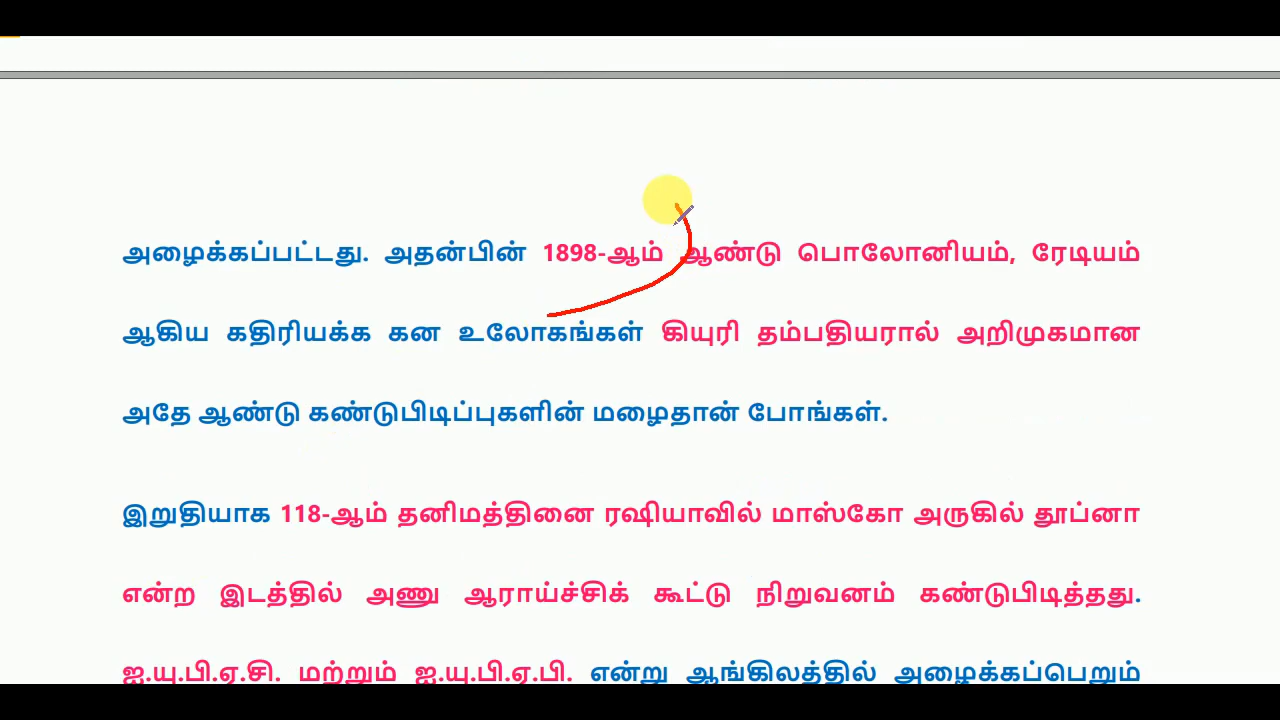 அழைக்கப்பட்டது. அதன்பின் 1898-ஆம் ஆண்டு பொலோனியம், ரேடியம்
ஆகிய கதிரியக்க கன உலோகங்கள் கியுரி தம்பதியரால் அறிமுகமான
அதே ஆண்டு கண்டுபிடிப்புகளின் மழைதான் போங்கள்.
இறுதியாக 118-ஆம் தனிமத்தினை ரஷியாவில் மாஸ்கோ அருகில் தூப்னா
என்ற இடத்தில் அணு ஆராய்ச்சிக் கூட்டு நிறுவனம் கண்டுபிடித்தது.
ஐ.யு.பி.ஏ.சி. மற்றும் ஐ.யு.பி.ஏ.பி. என்று ஆங்கிலத்தில் அழைக்கப்பெறும்